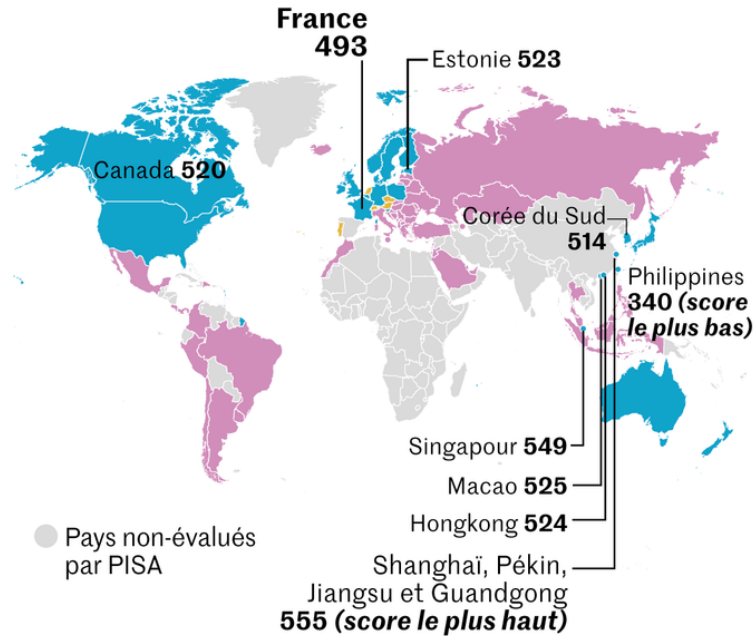 France
493
Estonie 523
Canada 520
Corée du Sud
514
Philippines
340 (score
le plus bas)
Singapour 549
Macao 525
Hongkong 524
Pays non-évalués
par PISA
Shanghaï, Pékin,
Jiangsu et Guandgong
555 (score le plus haut)